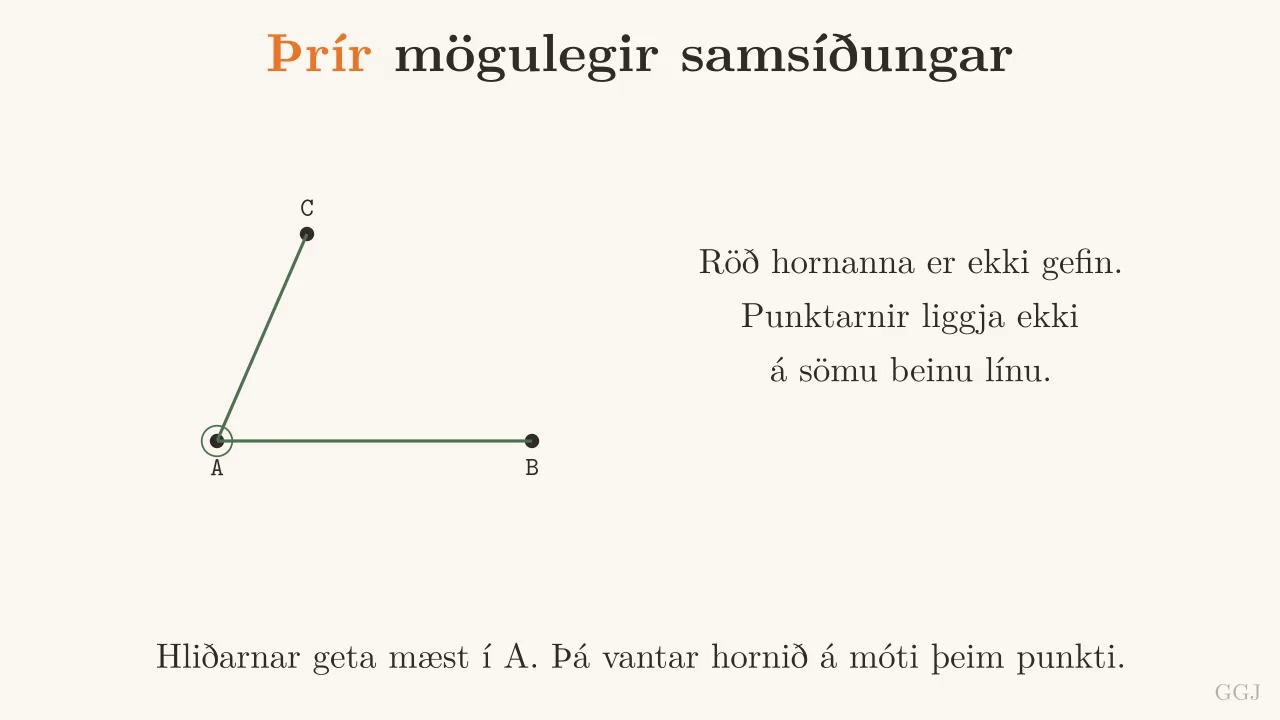 Þrír mögulegir samsíðungar
C
Röð hornanna er ekki gefin.
Punktarnir liggja ekki
á sömu beinu línu.
A
B
Hliðarnar geta mæst í A. Þá vantar hornið á móti þeim punkti.
GGJ